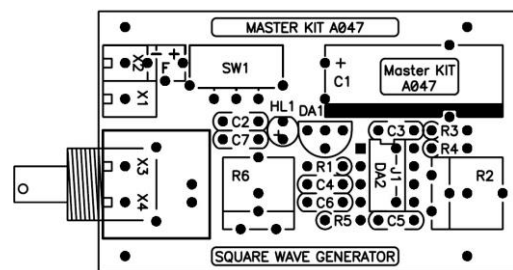 MASTER KIT A047
X2
- +
F
SW1
+
C1
Master KIT
A047
X1
C2
HL1
DA1
C3
R3
C7
+
R4
X3
R6
R1
DA2
J1
R2
C4
X4
C6
R5
C5
SQUARE WAVE GENERATOR